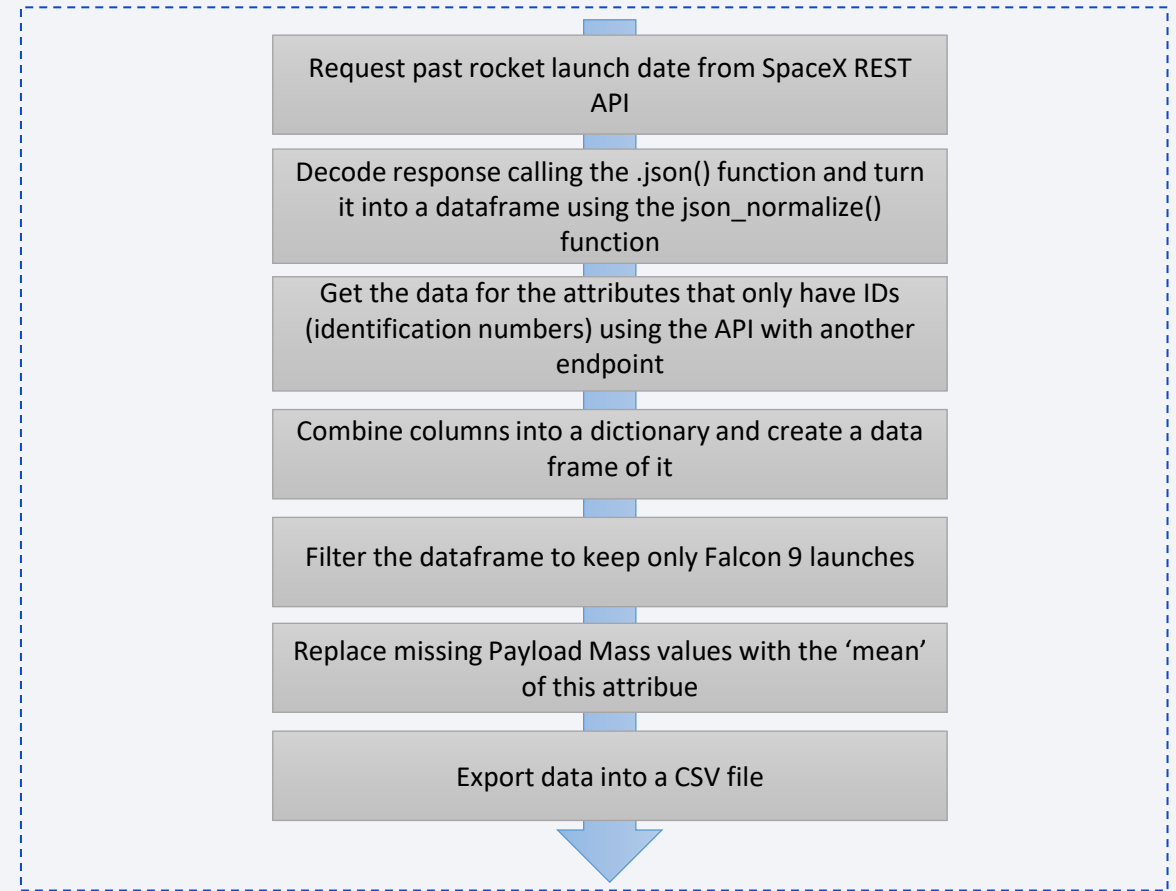 Request past rocket launch date from SpaceX REST
API
Decode response calling the .json() function and turn
it into a dataframe using the json_normalize()
function
Get the data for the attributes that only have IDs
(identification numbers) using the API with another
endpoint
Combine columns into a dictionary and create a data
frame of it
Filter the dataframe to keep only Falcon 9 launches
Replace missing Payload Mass values with the ‘mean’
of this attribue
Export data into a CSV file